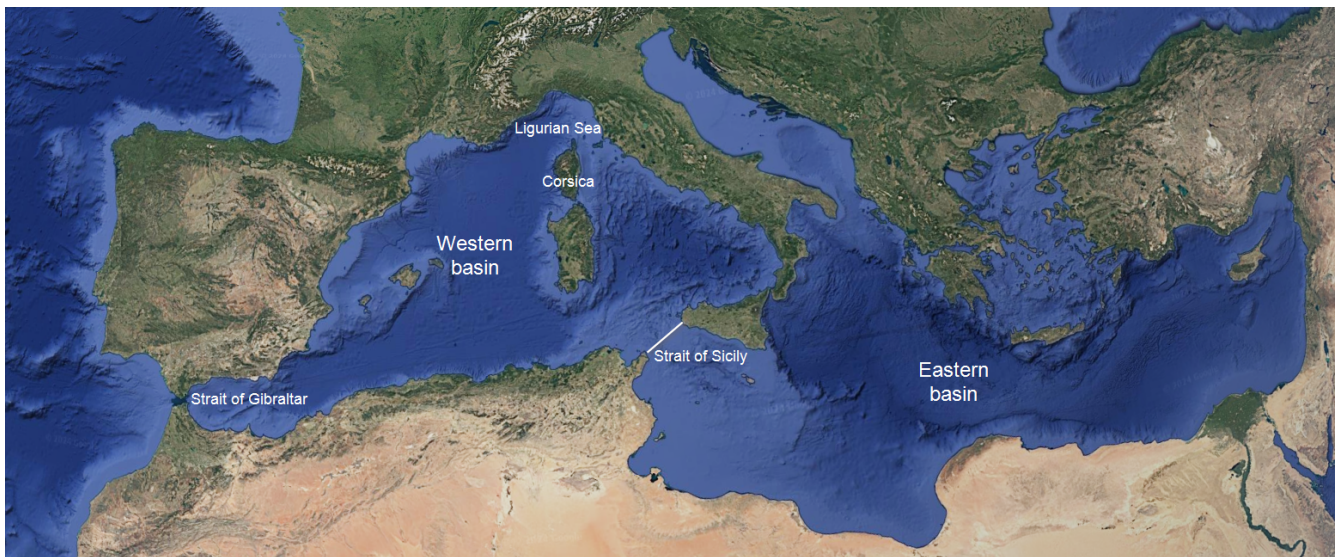 Ligurian Sea
Corsica
Western
basin
Strait of Sicily
Eastern
basin
Strait of Gibraltar